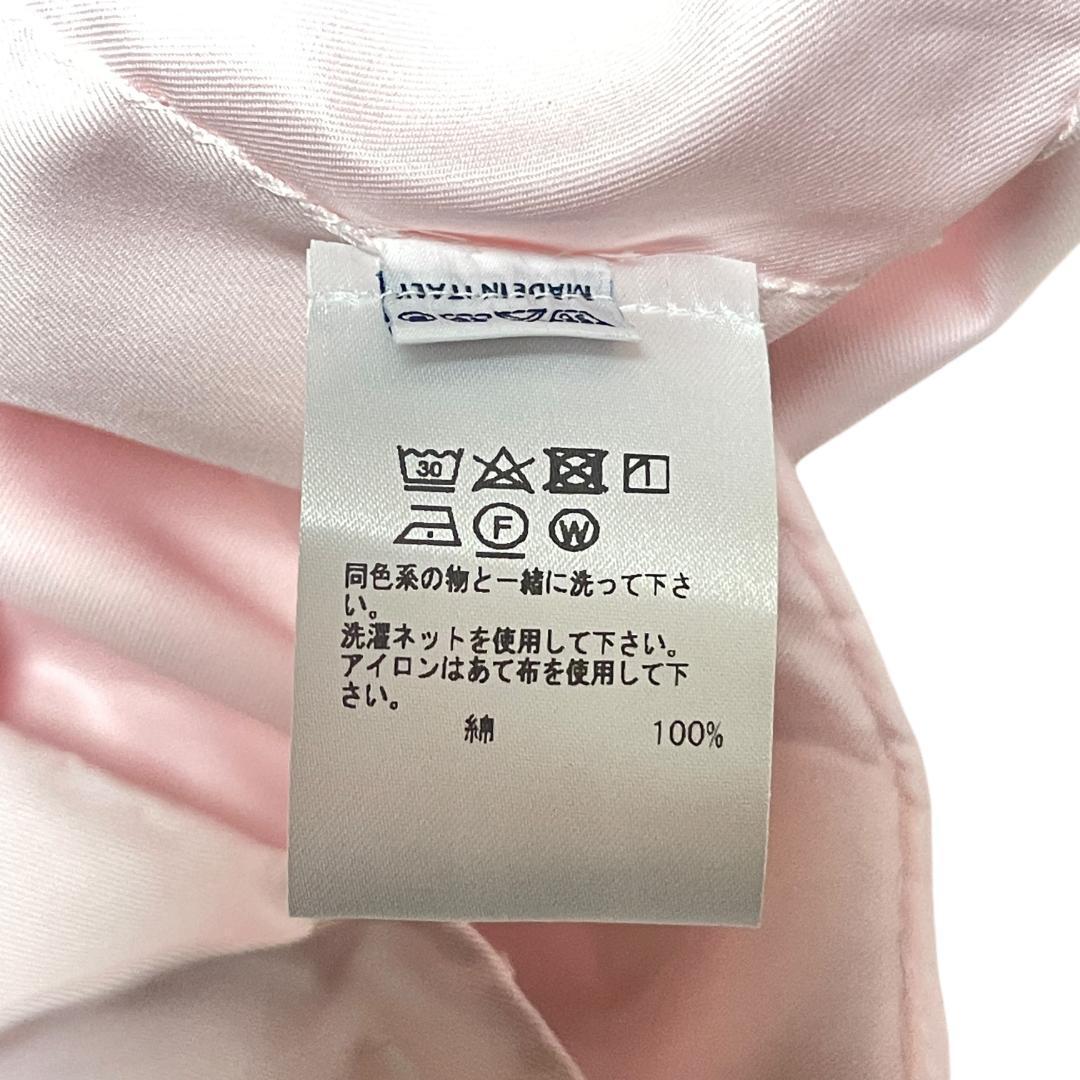 MADE IN ITALY
30
F
W
同色系の物と一緒に洗って下さ
い。
洗濯ネットを使用して下さい。
アイロンはあて布を使用して下
さい。
綿 100%